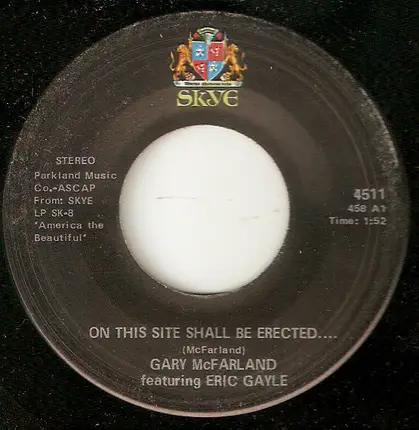 SKYE
STEREO
Parkland Music
Co.-ASCAP
From: SKYE
LP SK-8
"America the
Beautiful"
4511
45B A1
Time: 1:52
ON THIS SITE SHALL BE ERECTED....
(McFarland)
GARY McFARLAND
featuring ERIC GAYLE